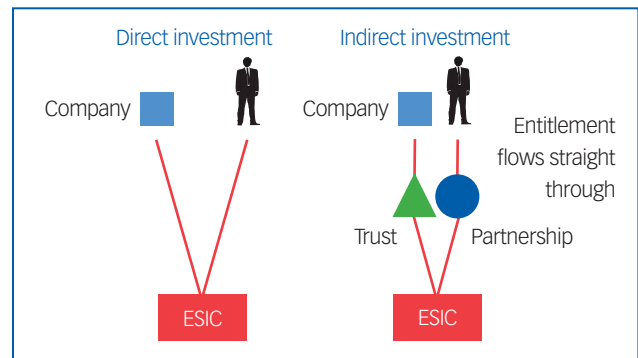 Direct investment
Indirect investment
Company
Company
Entitlement
flows straight
through
Trust
Partnership
ESIC
ESIC